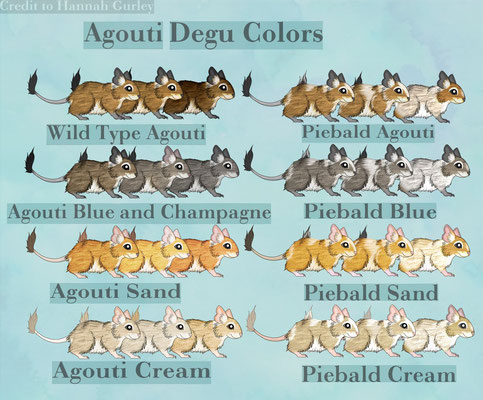 Credit to Hannah Gurley
Agouti Degu Colors
Wild Type Agouti
Piebald Agouti
Agouti Blue and Champagne
Piebald Blue
Agouti Sand
Piebald Sand
Agouti Cream
Piebald Cream